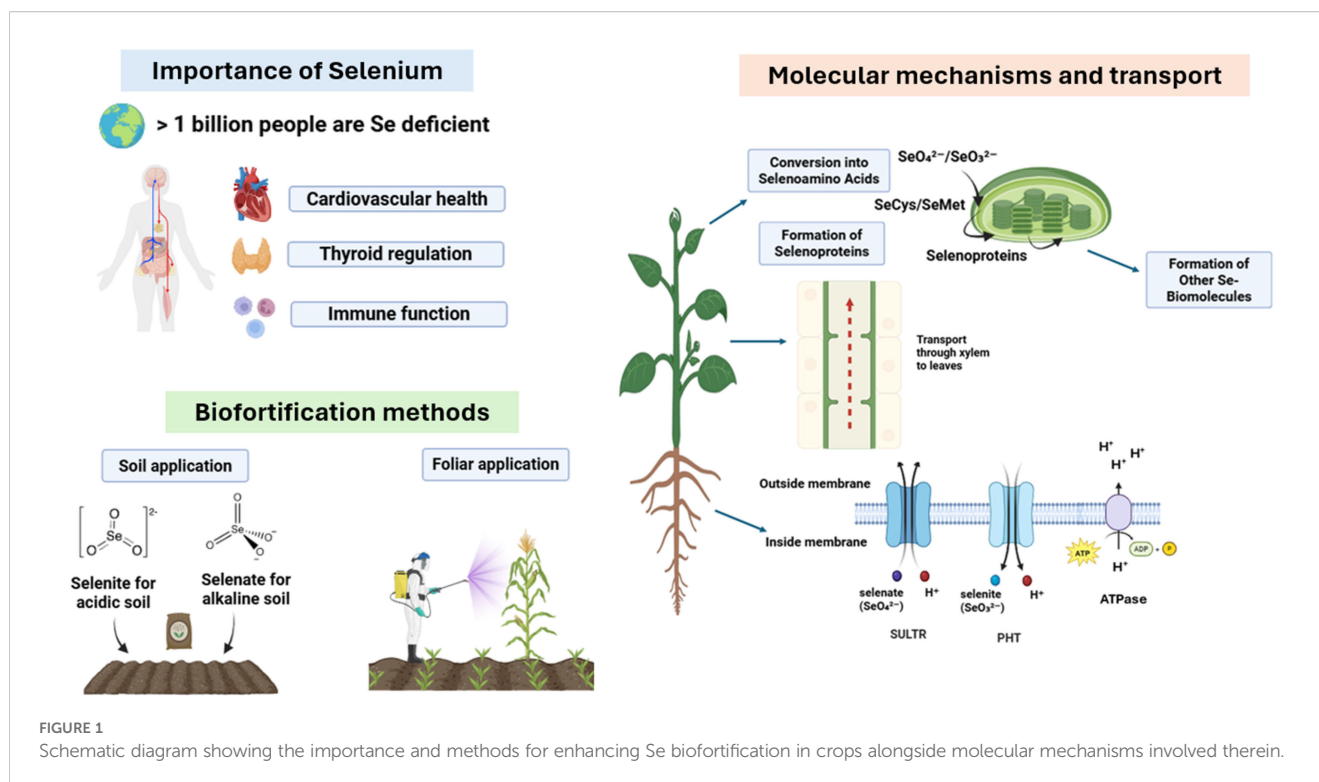 Importance of Selenium
> 1 billion people are Se deficient
Cardiovascular health
Thyroid regulation
Immune function
Biofortification methods
Soil application
[O O Se O]²⁻
Selenite for
acidic soil
O
Se
O O⁻
O⁻
Selenate for
alkaline soil
Foliar application
Molecular mechanisms and transport
Conversion into
Selenoamino Acids
SeO₄²⁻/SeO₃²⁻
SeCys/SeMet
Selenoproteins
Formation of
Selenoproteins
Formation of
Other Se-
Biomolecules
Transport
through xylem
to leaves
Outside membrane
Inside membrane
selenate
(SeO₄²⁻)
H⁺
SULTR
selenite
(SeO₃²⁻)
H⁺
PHT
H⁺
H⁺
H⁺
ATP
ADP + P
H⁺
ATPase
FIGURE 1
Schematic diagram showing the importance and methods for enhancing Se biofortification in crops alongside molecular mechanisms involved therein.